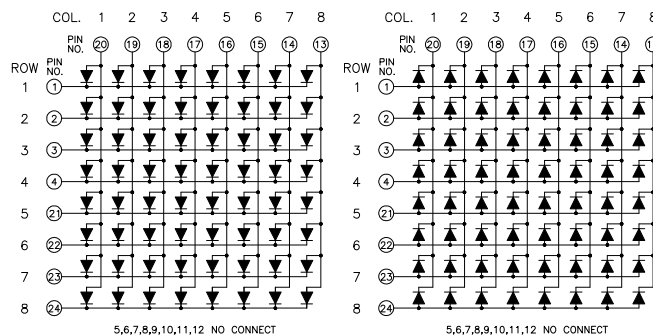 COL. 1 2 3 4 5 6 7 8
PIN NO. 20 19 18 17 16 15 14 13
ROW PIN NO.
1 1
2 2
3 3
4 4
5 21
6 22
7 23
8 24
5,6,7,8,9,10,11,12 NO CONNECT
COL. 1 2 3 4 5 6 7 8
PIN NO. 20 19 18 17 16 15 14
ROW PIN NO.
1 1
2 2
3 3
4 4
5 21
6 22
7 23
8 24
5,6,7,8,9,10,11,12 NO CONNECT